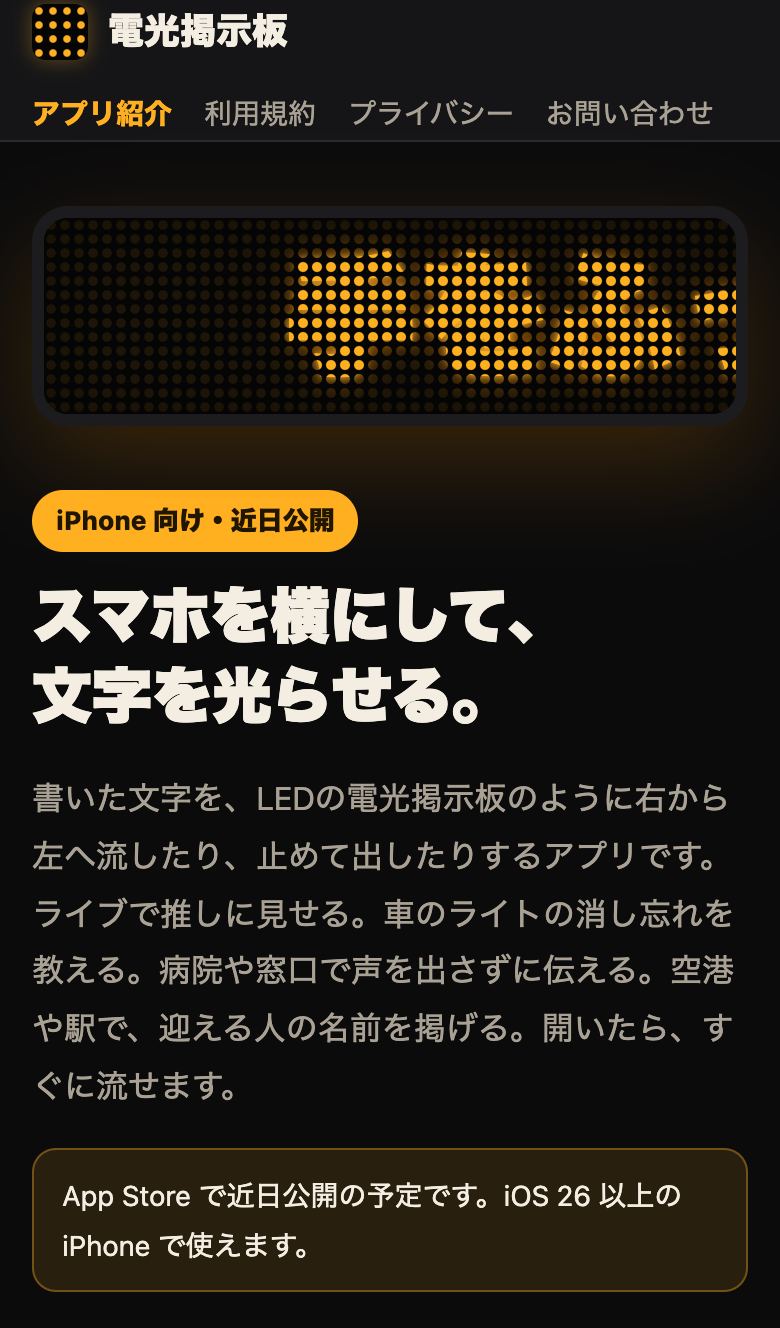 電光掲示板
アプリ紹介 利用規約 プライバシー お問い合わせ
iPhone 向け・近日公開
スマホを横にして、
文字を光らせる。
書いた文字を、LEDの電光掲示板のように右から
左へ流したり、止めて出したりするアプリです。
ライブで推しに見せる。車のライトの消し忘れを
教える。病院や窓口で声を出さずに伝える。空港
や駅で、迎える人の名前を掲げる。開いたら、す
ぐに流せます。
App Store で近日公開の予定です。iOS 26 以上の
iPhone で使えます。